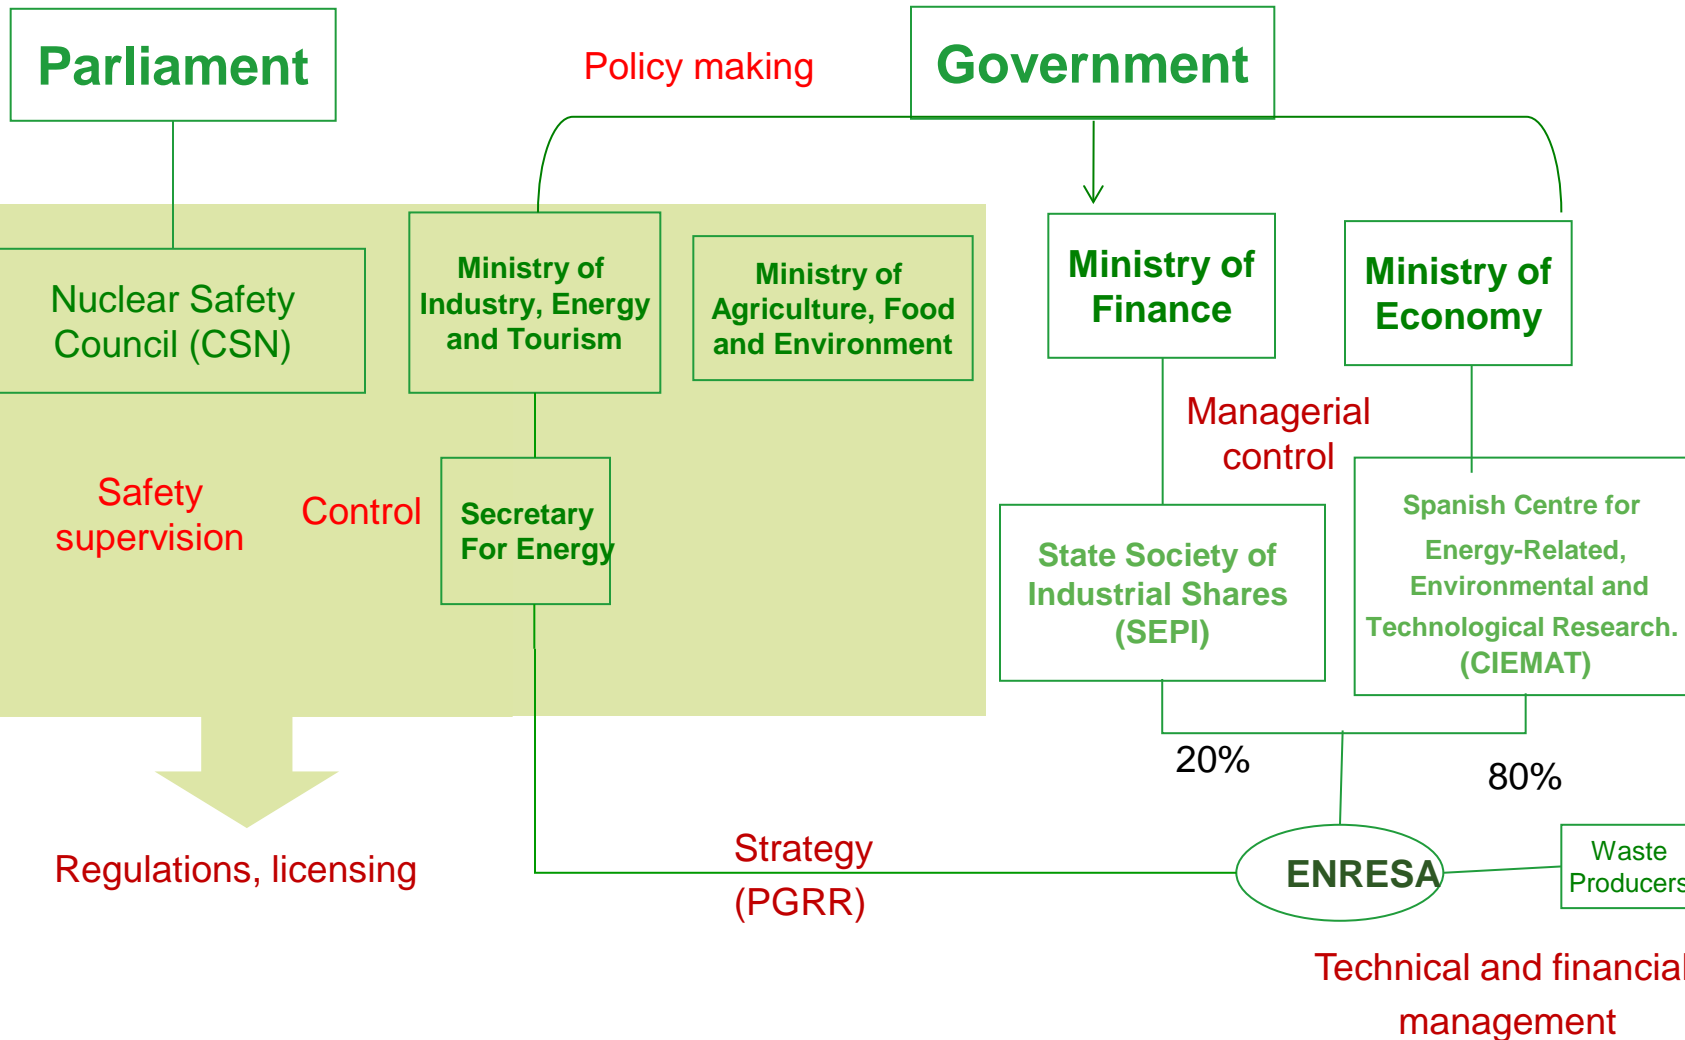 Parliament
Policy making
Government
Nuclear Safety
Council (CSN)
Ministry of
Industry, Energy
and Tourism
Ministry of
Agriculture, Food
and Environment
Ministry of
Finance
Ministry of
Economy
Managerial
control
Safety
supervision
Control
Secretary
For Energy
State Society of
Industrial Shares
(SEPI)
Spanish Centre for
Energy-Related,
Environmental and
Technological Research.
(CIEMAT)
20%
80%
Regulations, licensing
Strategy
(PGRR)
ENRESA
Waste
Producers
Technical and financial
management